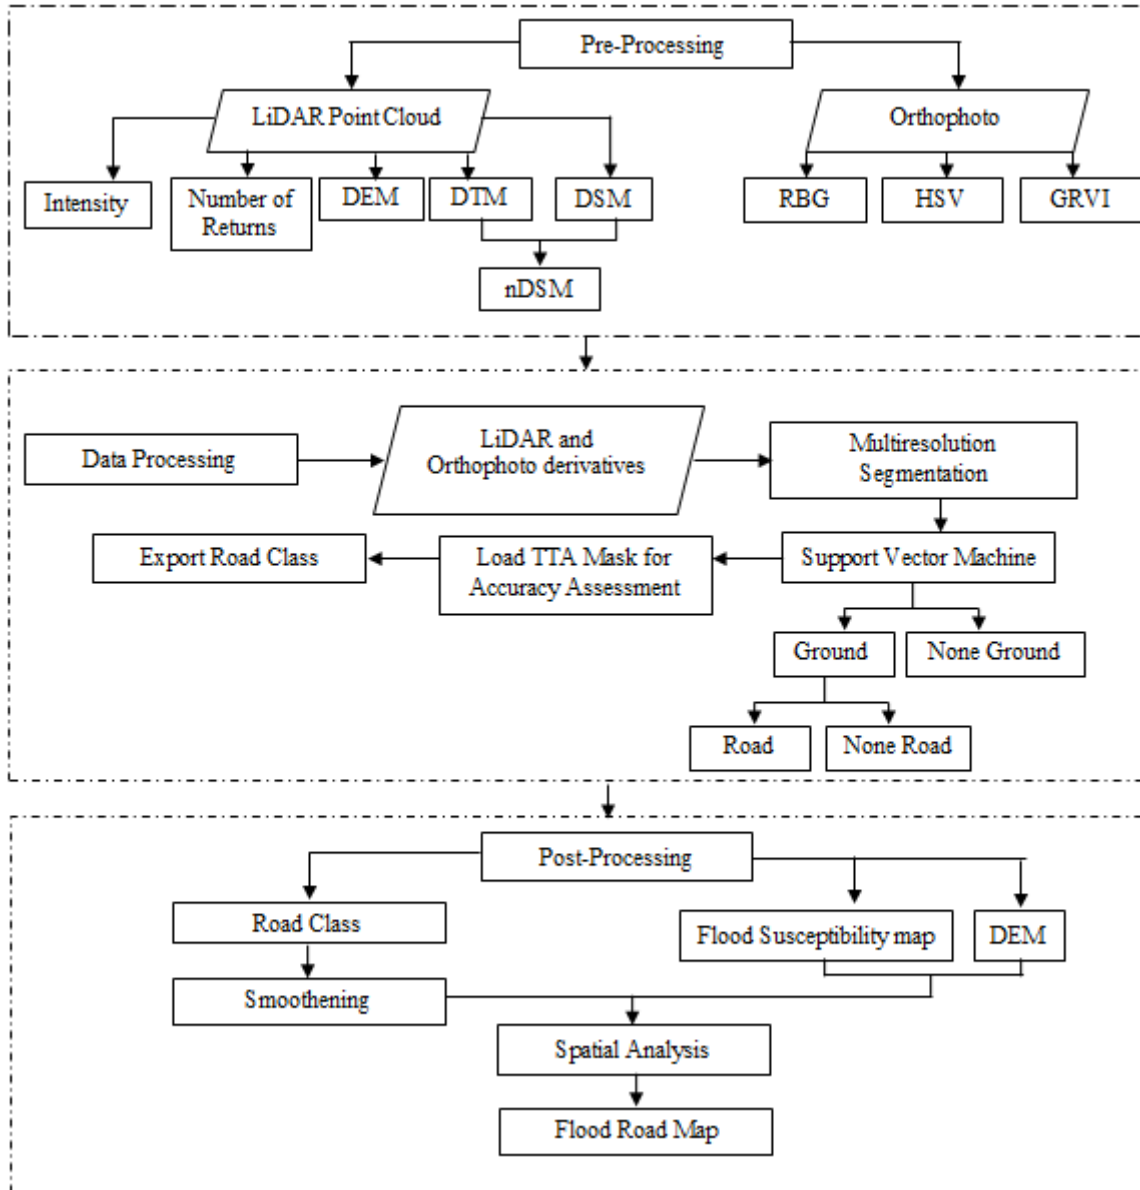 Pre-Processing
LiDAR Point Cloud
Orthophoto
Intensity
Number of
Returns
DEM
DTM
DSM
RBG
HSV
GRVI
nDSM
Data Processing
LiDAR and
Orthophoto derivatives
Multiresolution
Segmentation
Export Road Class
Load TTA Mask for
Accuracy Assessment
Support Vector Machine
Ground
None Ground
Road
None Road
Post-Processing
Road Class
Flood Susceptibility map
DEM
Smoothening
Spatial Analysis
Flood Road Map